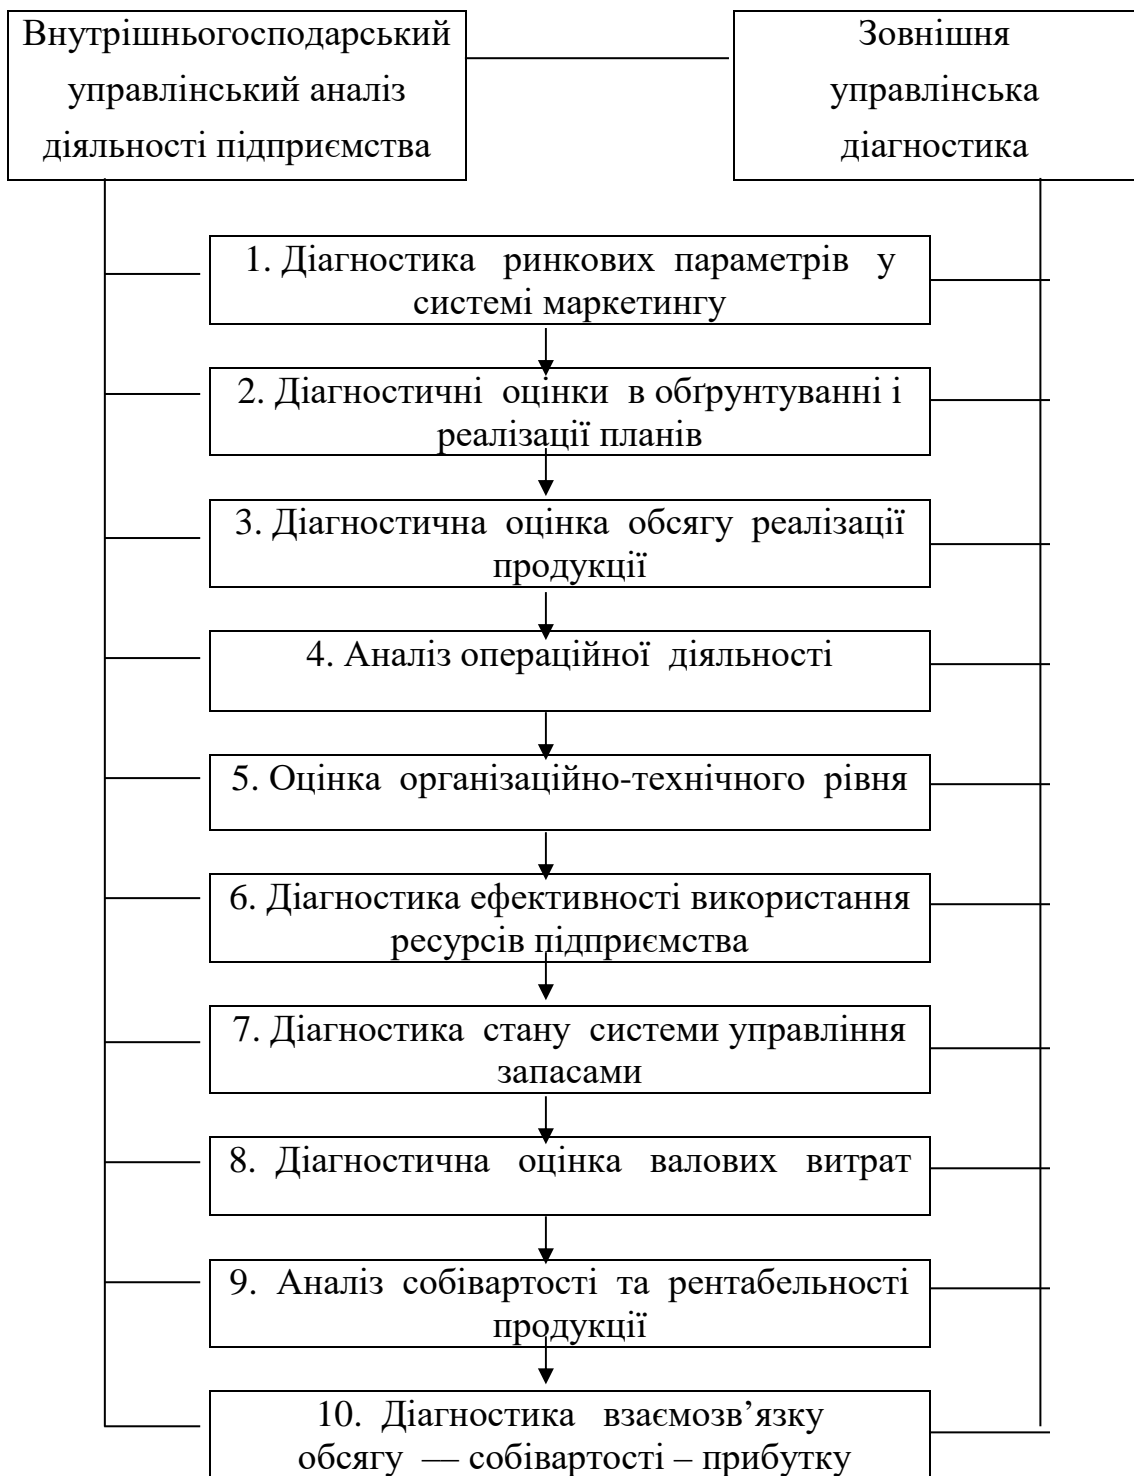 Внутрішньогосподарський
управлінський аналіз
діяльності підприємства
Зовнішня
управлінська
діагностика
1. Діагностика ринкових параметрів у
системі маркетингу
2. Діагностичні оцінки в обґрунтуванні і
реалізації планів
3. Діагностична оцінка обсягу реалізації
продукції
4. Аналіз операційної діяльності
5. Оцінка організаційно-технічного рівня
6. Діагностика ефективності використання
ресурсів підприємства
7. Діагностика стану системи управління
запасами
8. Діагностична оцінка валових витрат
9. Аналіз собівартості та рентабельності
продукції
10. Діагностика взаємозв’язку
обсягу –– собівартості – прибутку